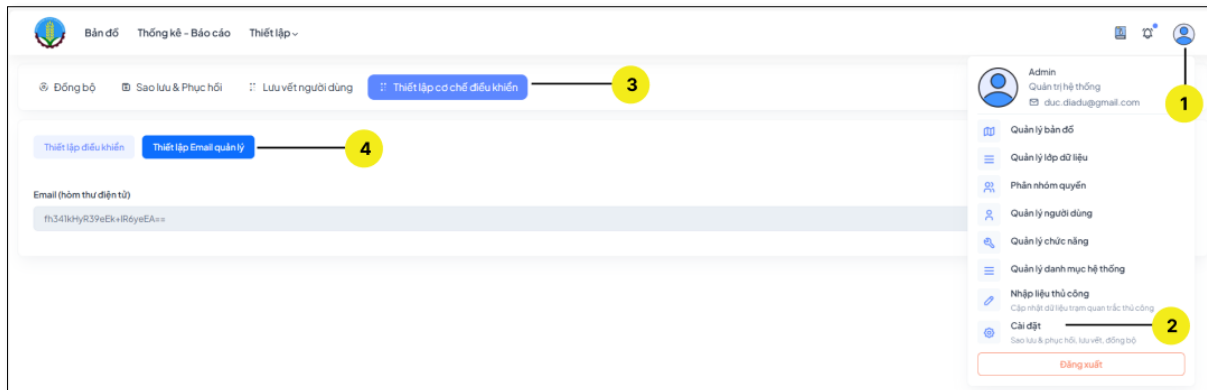 Bản đồ Thống kê - Báo cáo Thiết lập
Đồng bộ Sao lưu & Phục hồi Lưu vết người dùng Thiết lập cơ chế điều khiển
3
Thiết lập điều khiển Thiết lập Email quản lý
4
Email (hòm thư điện tử)
fh341kHyR39eEk+IR6yeEA==
1
Admin
Quản trị hệ thống
duc.diadu@gmail.com
Quản lý bản đồ
Quản lý lớp dữ liệu
Phân nhóm quyền
Quản lý người dùng
Quản lý chức năng
Quản lý danh mục hệ thống
Nhập liệu thủ công
Cập nhật dữ liệu trạm quan trắc thủ công
Cài đặt
2
Sao lưu & phục hồi, lưu vết, đồng bộ
Đăng xuất